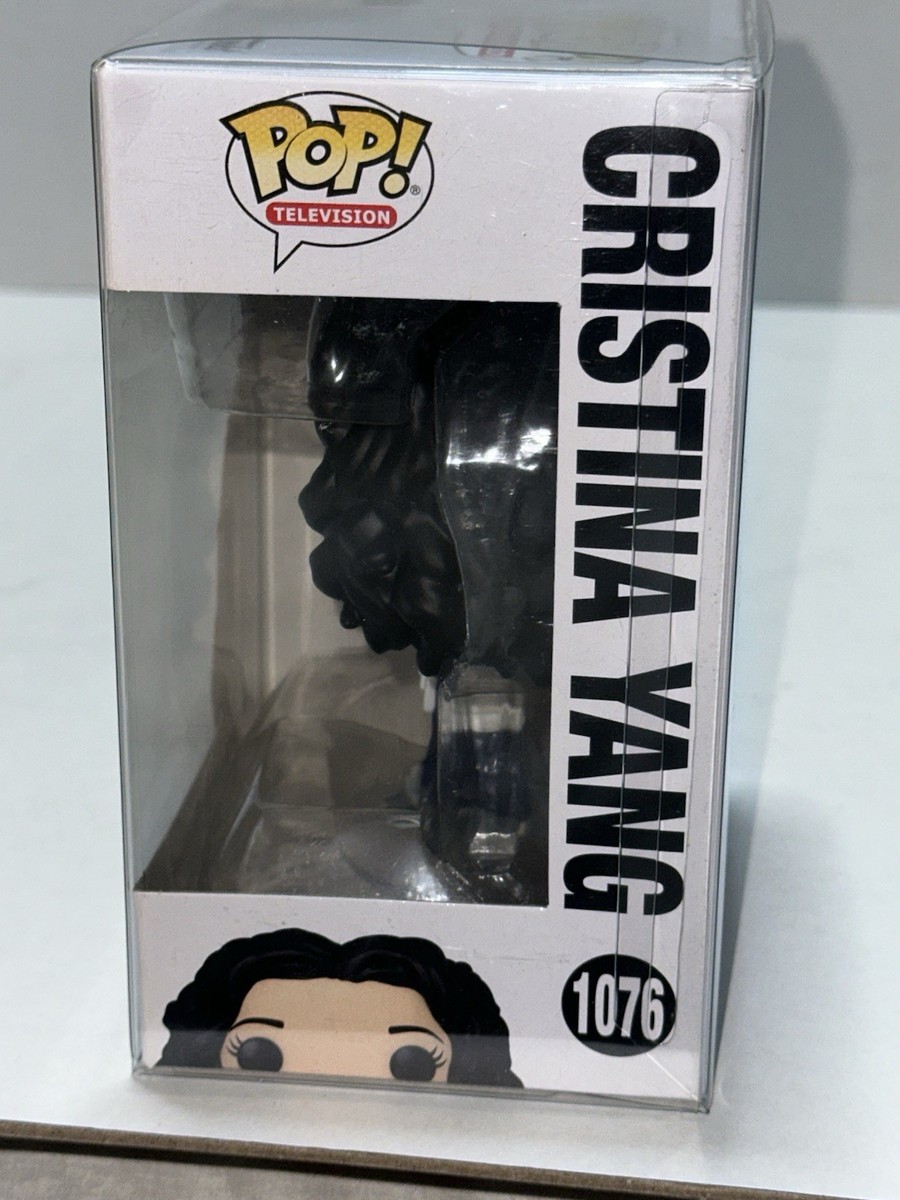 POP!®
TELEVISION
CRISTINA YANG
1076